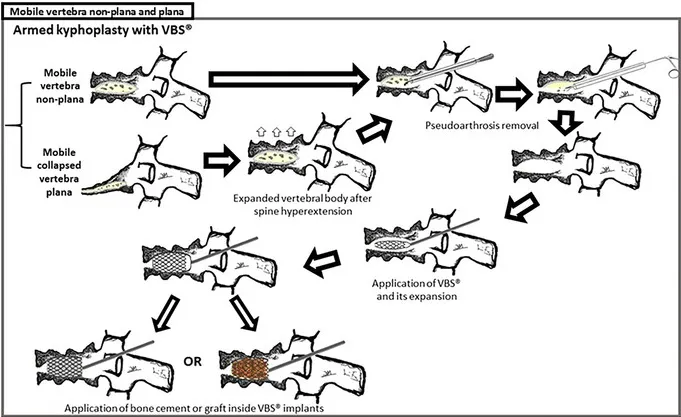 Mobile vertebra non-plana and plana
Armed kyphoplasty with VBS®
Mobile
vertebra
non-plana
Pseudoarthrosis removal
Mobile
collapsed
vertebra
plana
Expanded vertebral body after
spine hyperextension
Application of VBS®
and its expansion
OR
Application of bone cement or graft inside VBS® implants